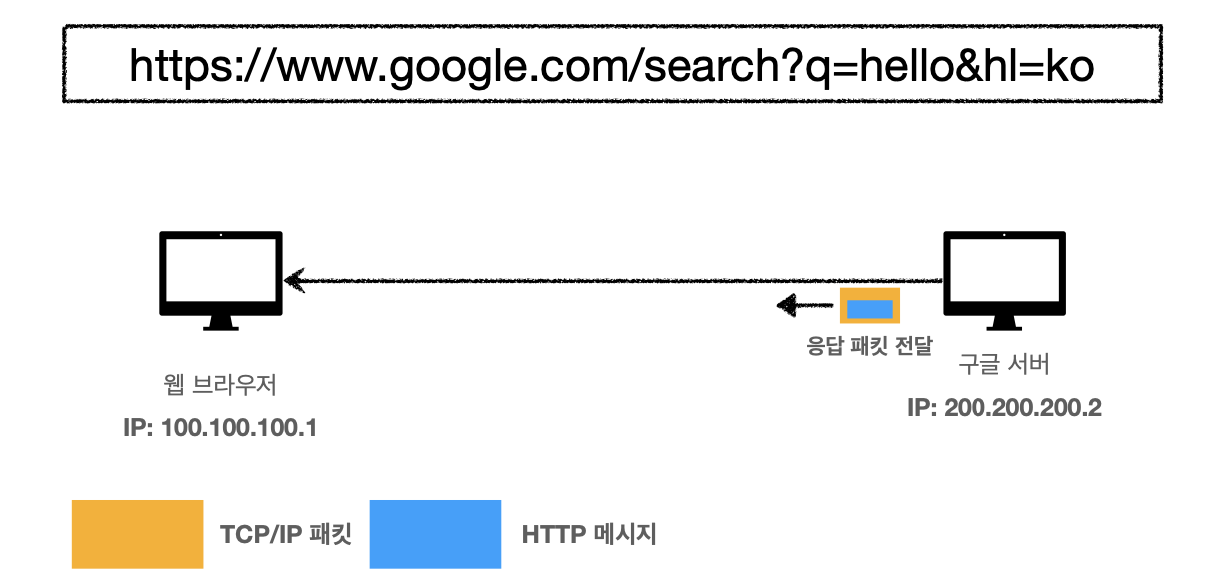 https://www.google.com/search?q=hello&hl=ko
응답 패킷 전달
구글 서버
IP: 200.200.200.2
웹 브라우저
IP: 100.100.100.1
TCP/IP 패킷
HTTP 메시지